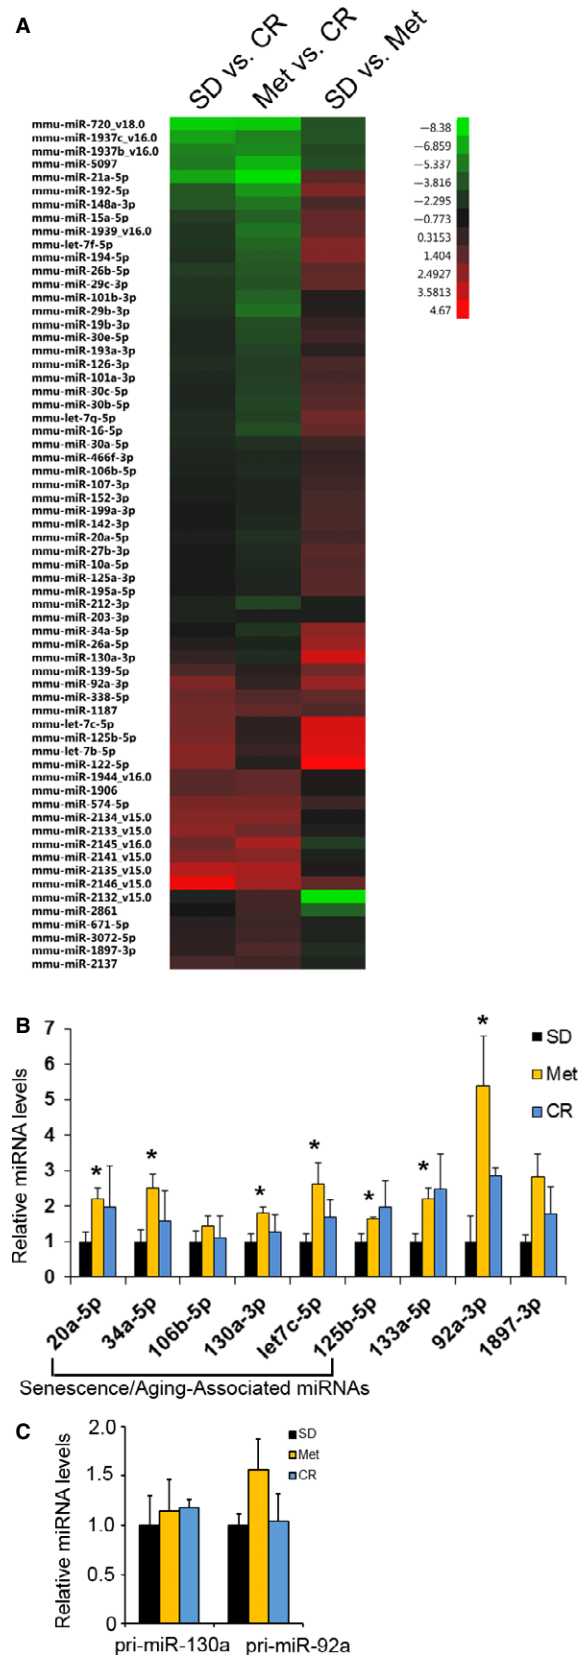 A
SD vs. CR
Met vs. CR
SD vs. Met
mmu-miR-720_v18.0
mmu-miR-1937c_v16.0
mmu-miR-1937b_v16.0
mmu-miR-5097
mmu-miR-21a-5p
mmu-miR-192-5p
mmu-miR-148a-3p
mmu-miR-15a-5p
mmu-miR-1939_v16.0
mmu-let-7f-5p
mmu-miR-194-5p
mmu-miR-26b-5p
mmu-miR-29c-3p
mmu-miR-101b-3p
mmu-miR-29b-3p
mmu-miR-19b-3p
mmu-miR-30e-5p
mmu-miR-193a-3p
mmu-miR-126-3p
mmu-miR-101a-3p
mmu-miR-30c-5p
mmu-miR-30b-5p
mmu-let-7g-5p
mmu-miR-16-5p
mmu-miR-30a-5p
mmu-miR-466f-3p
mmu-miR-106b-5p
mmu-miR-107-3p
mmu-miR-152-3p
mmu-miR-199a-3p
mmu-miR-142-3p
mmu-miR-20a-5p
mmu-miR-27b-3p
mmu-miR-10a-5p
mmu-miR-125a-3p
mmu-miR-195a-5p
mmu-miR-212-3p
mmu-miR-203-3p
mmu-miR-34a-5p
mmu-miR-26a-5p
mmu-miR-130a-3p
mmu-miR-139-5p
mmu-miR-92a-3p
mmu-miR-338-5p
mmu-miR-1187
mmu-let-7c-5p
mmu-miR-125b-5p
mmu-let-7b-5p
mmu-miR-122-5p
mmu-miR-1944_v16.0
mmu-miR-1906
mmu-miR-574-5p
mmu-miR-2134_v15.0
mmu-miR-2133_v15.0
mmu-miR-2145_v16.0
mmu-miR-2141_v15.0
mmu-miR-2135_v15.0
mmu-miR-2146_v15.0
mmu-miR-2132_v15.0
mmu-miR-2861
mmu-miR-671-5p
mmu-miR-3072-5p
mmu-miR-1897-3p
mmu-miR-2137
−8.38
−6.859
−5.337
−3.816
−2.295
−0.773
0.3153
1.404
2.4927
3.5813
4.67
B
Relative miRNA levels
7
6
5
4
3
2
1
0
* * * * * * *
SD
Met
CR
20a-5p
34a-5p
106b-5p
130a-3p
let7c-5p
125b-5p
133a-5p
92a-3p
1897-3p
Senescence/Aging-Associated miRNAs
C
Relative miRNA levels
2.0
1.5
1.0
0.5
0
SD
Met
CR
pri-miR-130a
pri-miR-92a